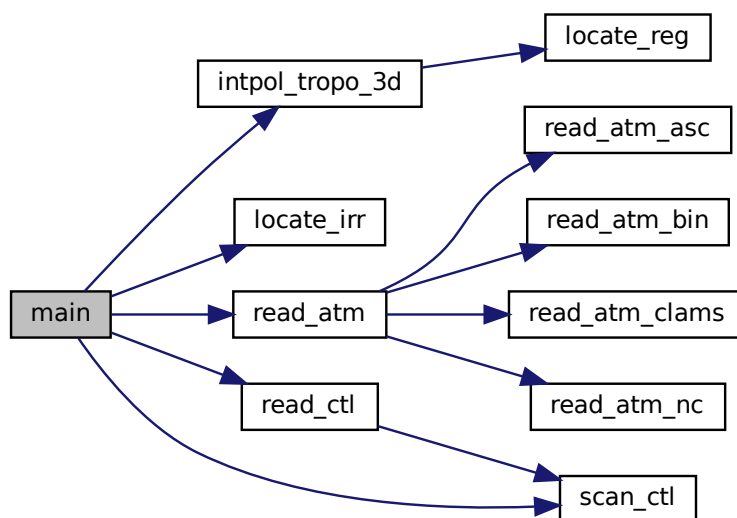 locate_reg
intpol_tropo_3d
read_atm_asc
locate_irr
read_atm_bin
main
read_atm
read_atm_clams
read_ctl
read_atm_nc
scan_ctl